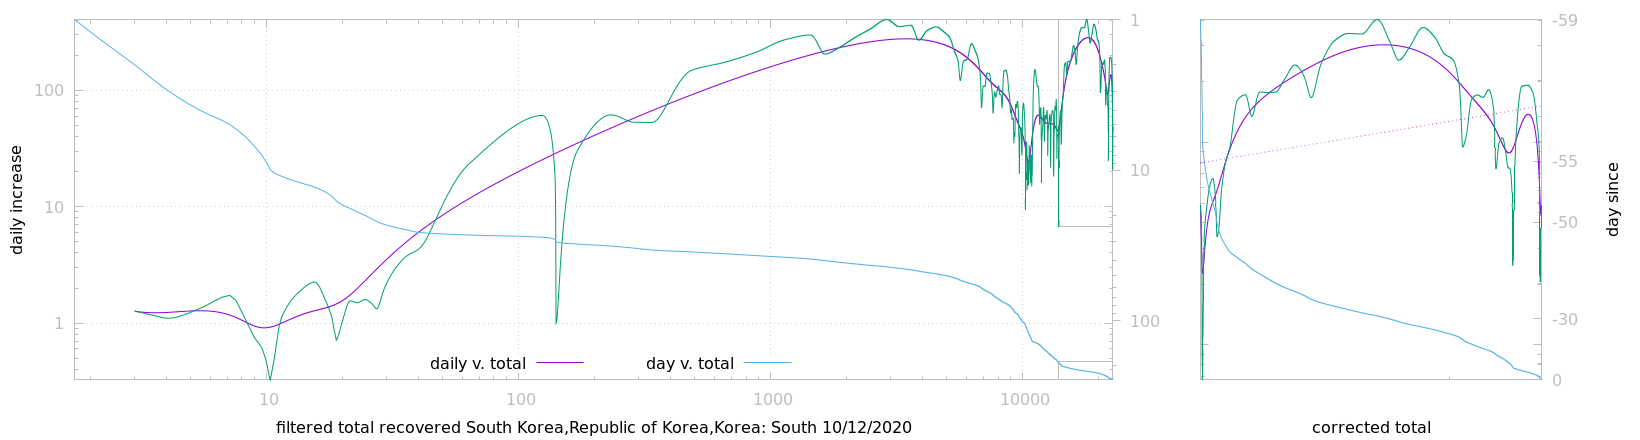 daily increase
100
10
1
daily v. total
day v. total
1
10
100
10
100
1000
10000
filtered total recovered South Korea,Republic of Korea,Korea: South 10/12/2020
-59
-55
-50
-30
0
day since
corrected total